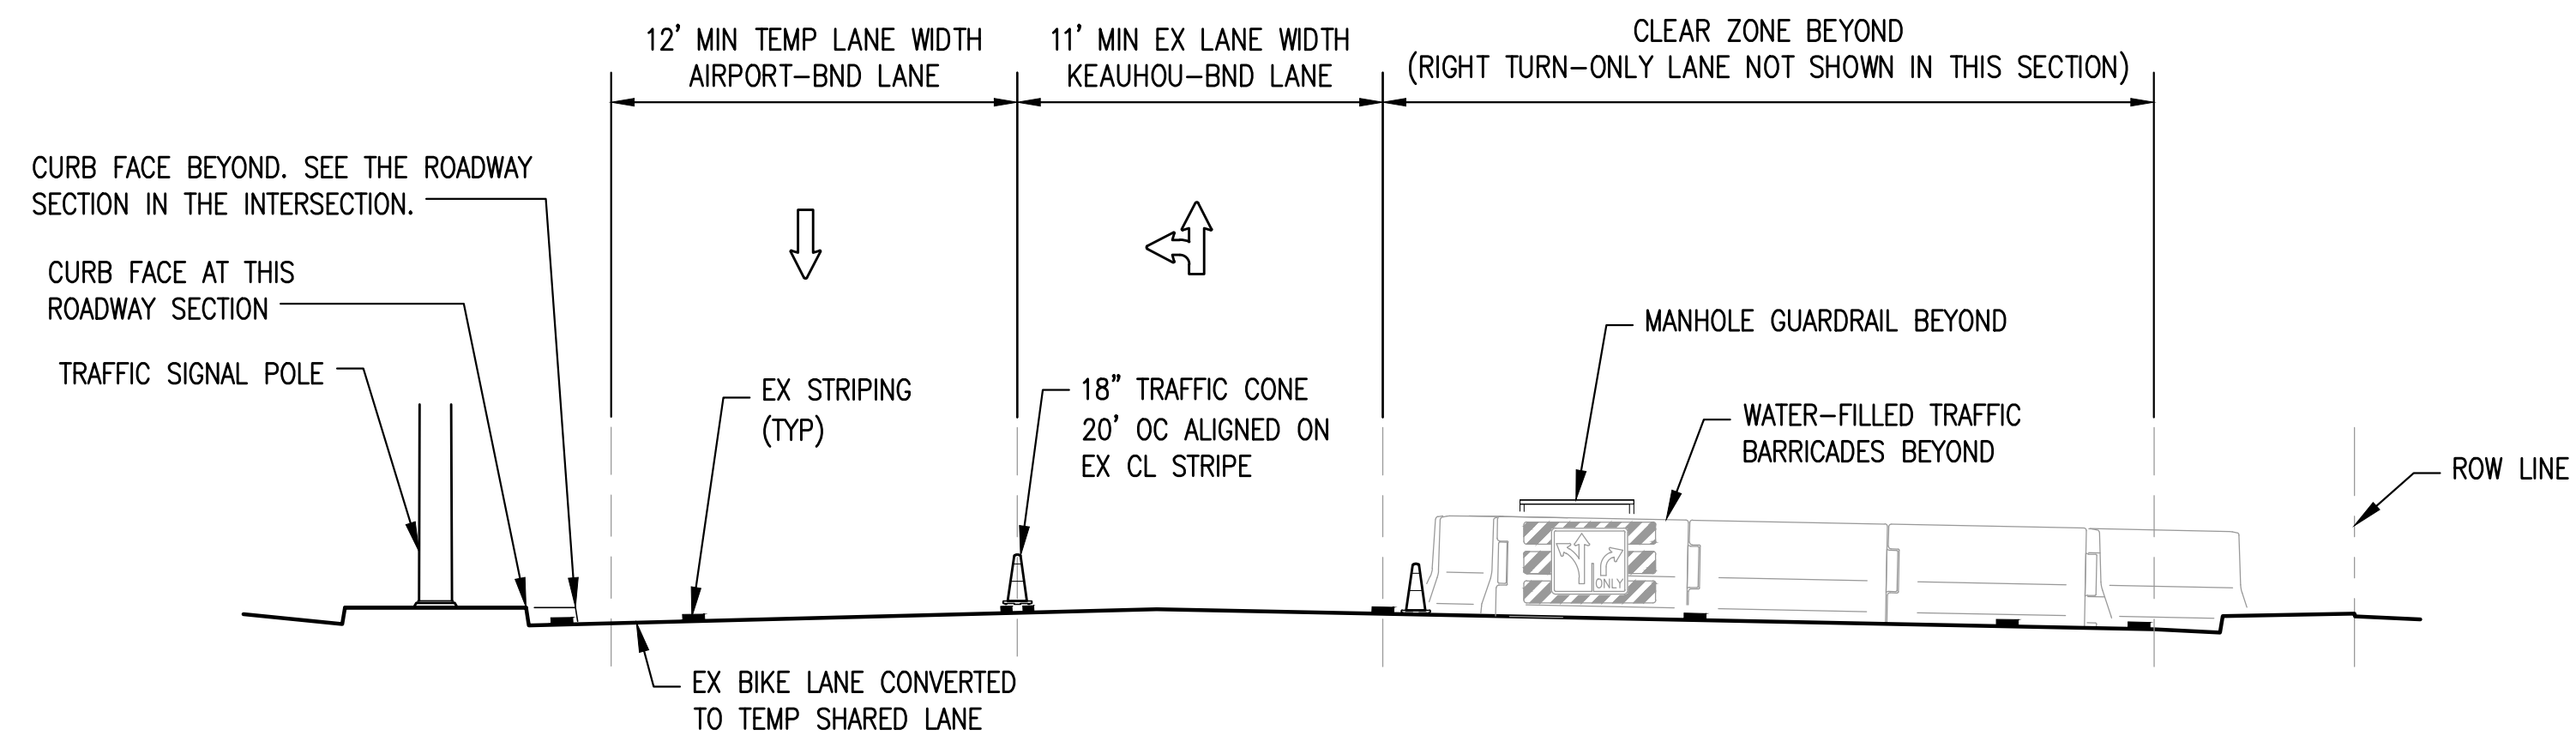 12' MIN TEMP LANE WIDTH
AIRPORT-BND LANE
11' MIN EX LANE WIDTH
KEAUHOU-BND LANE
CLEAR ZONE BEYOND
(RIGHT TURN-ONLY LANE NOT SHOWN IN THIS SECTION)
CURB FACE BEYOND. SEE THE ROADWAY
SECTION IN THE INTERSECTION.
CURB FACE AT THIS
ROADWAY SECTION
TRAFFIC SIGNAL POLE
EX STRIPING
(TYP)
18" TRAFFIC CONE
20' OC ALIGNED ON
EX CL STRIPE
MANHOLE GUARDRAIL BEYOND
WATER-FILLED TRAFFIC
BARRICADES BEYOND
ROW LINE
ONLY
EX BIKE LANE CONVERTED
TO TEMP SHARED LANE